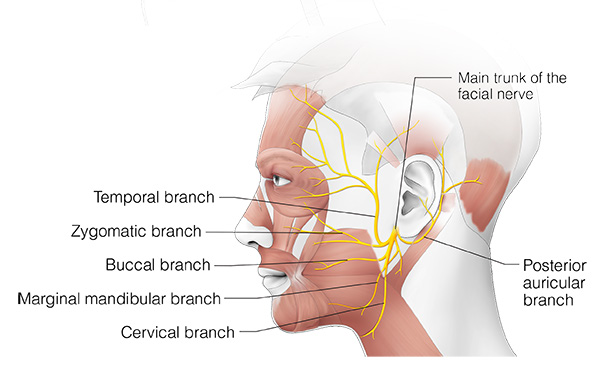 Main trunk of the
facial nerve
Temporal branch
Zygomatic branch
Buccal branch
Marginal mandibular branch
Cervical branch
Posterior
auricular
branch